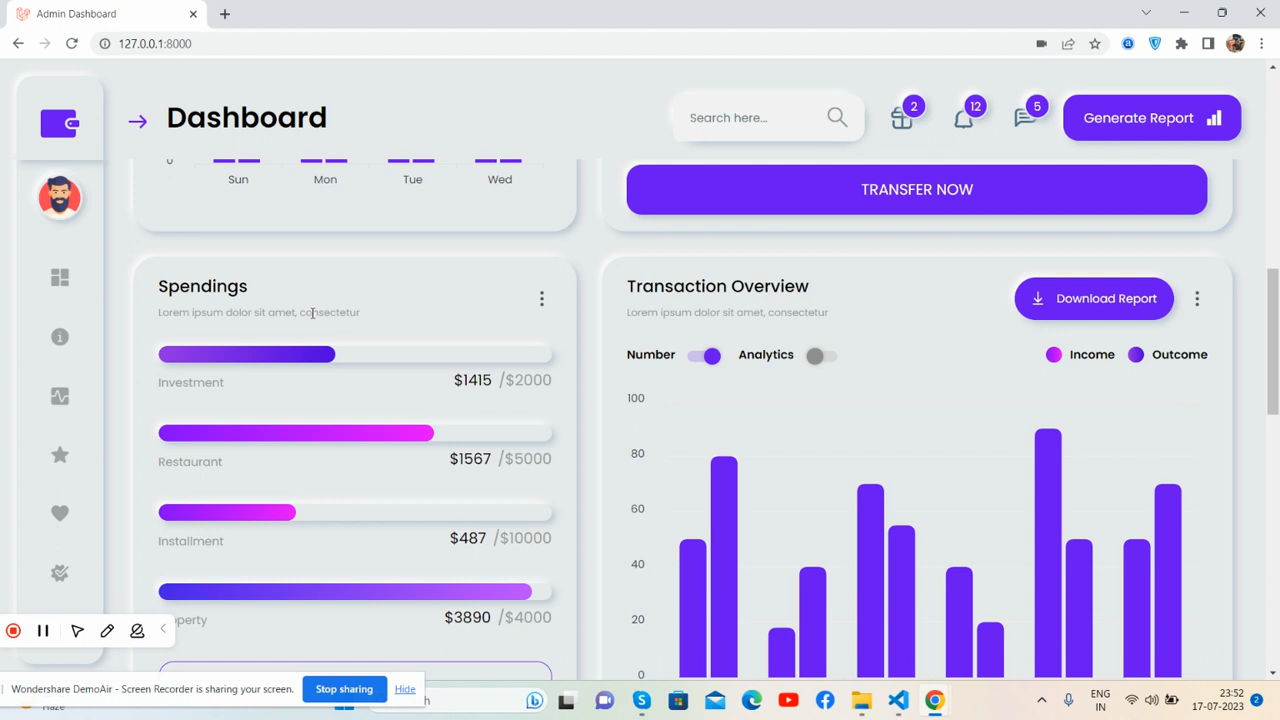 Admin Dashboard
127.0.0.1:8000
Dashboard
Search here...
2
12
5
Generate Report
0
Sun
Mon
Tue
Wed
TRANSFER NOW
Spendings
Lorem ipsum dolor sit amet, consectetur
Investment
$1415 /$2000
Restaurant
$1567 /$5000
Installment
$487 /$10000
$3890 /$4000
Transaction Overview
Lorem ipsum dolor sit amet, consectetur
Download Report
Number
Analytics
Income
Outcome
100
80
60
40
20
0
Wondershare DemoAir - Screen Recorder is sharing your screen.
Stop sharing
Hide
ENG
IN
23:52
17-07-2023
2